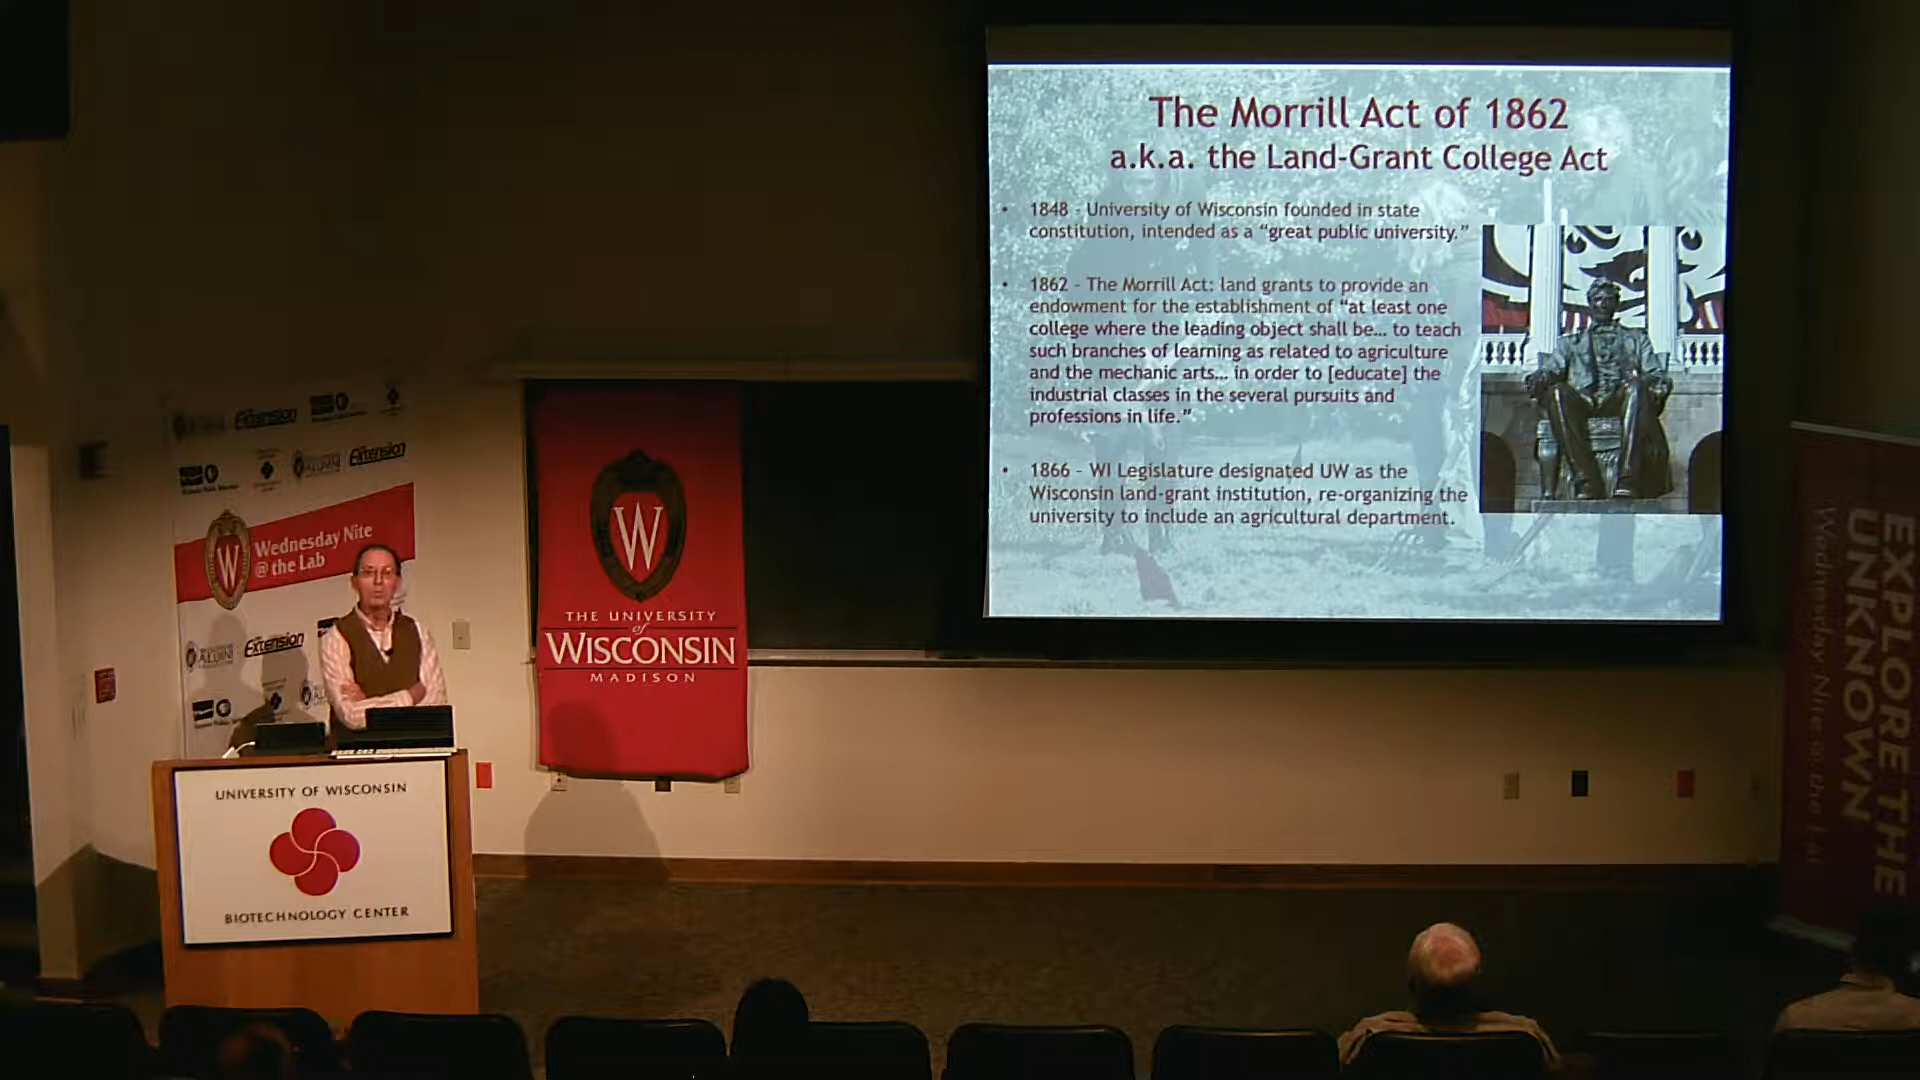 The Morrill Act of 1862
a.k.a. the Land-Grant College Act
• 1848 - University of Wisconsin founded in state
constitution, intended as a “great public university.”
• 1862 - The Morrill Act: land grants to provide an
endowment for the establishment of “at least one
college where the leading object shall be... to teach
such branches of learning as related to agriculture
and the mechanic arts... in order to [educate] the
industrial classes in the several pursuits and
professions in life.”
• 1866 - WI Legislature designated UW as the
Wisconsin land-grant institution, re-organizing the
university to include an agricultural department.
Extension
Extension
W
Wednesday Nite
@ the Lab
Extension
W
THE UNIVERSITY
of
WISCONSIN
MADISON
UNIVERSITY OF WISCONSIN
BIOTECHNOLOGY CENTER
EXPLORE THE
UNKNOWN
Wednesday Nite @ the Lab